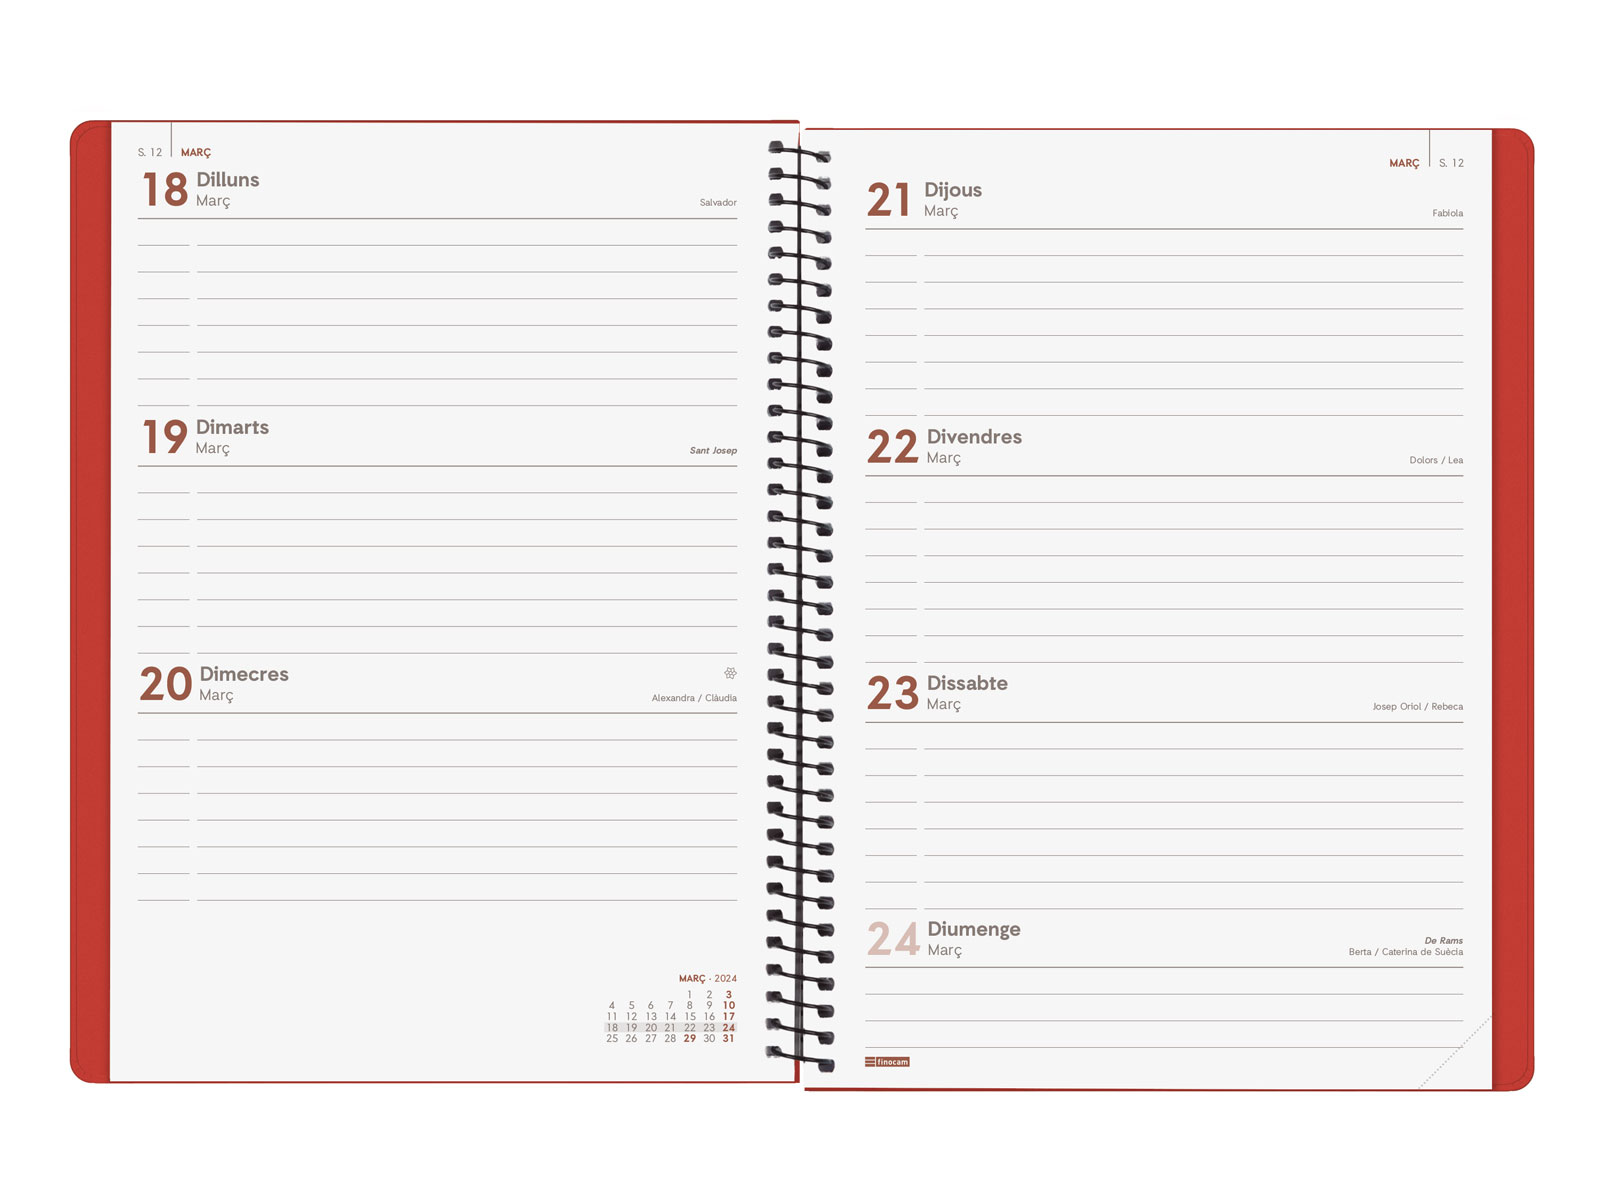 S. 12 MARÇ
18 Dilluns
Març
Salvador
19 Dimarts
Març
Sant Josep
20 Dimecres
Març
Alexandra / Clàudia
MARÇ - 2024
1 2 3
4 5 6 7 8 9 10
11 12 13 14 15 16 17
18 19 20 21 22 23 24
25 26 27 28 29 30 31
MARÇ S. 12
21 Dijous
Març
Fabiola
22 Divendres
Març
Dolors / Lea
23 Dissabte
Març
Josep Oriol / Rebeca
24 Diumenge
Març
De Rams
Berta / Caterina de Suècia
finocam